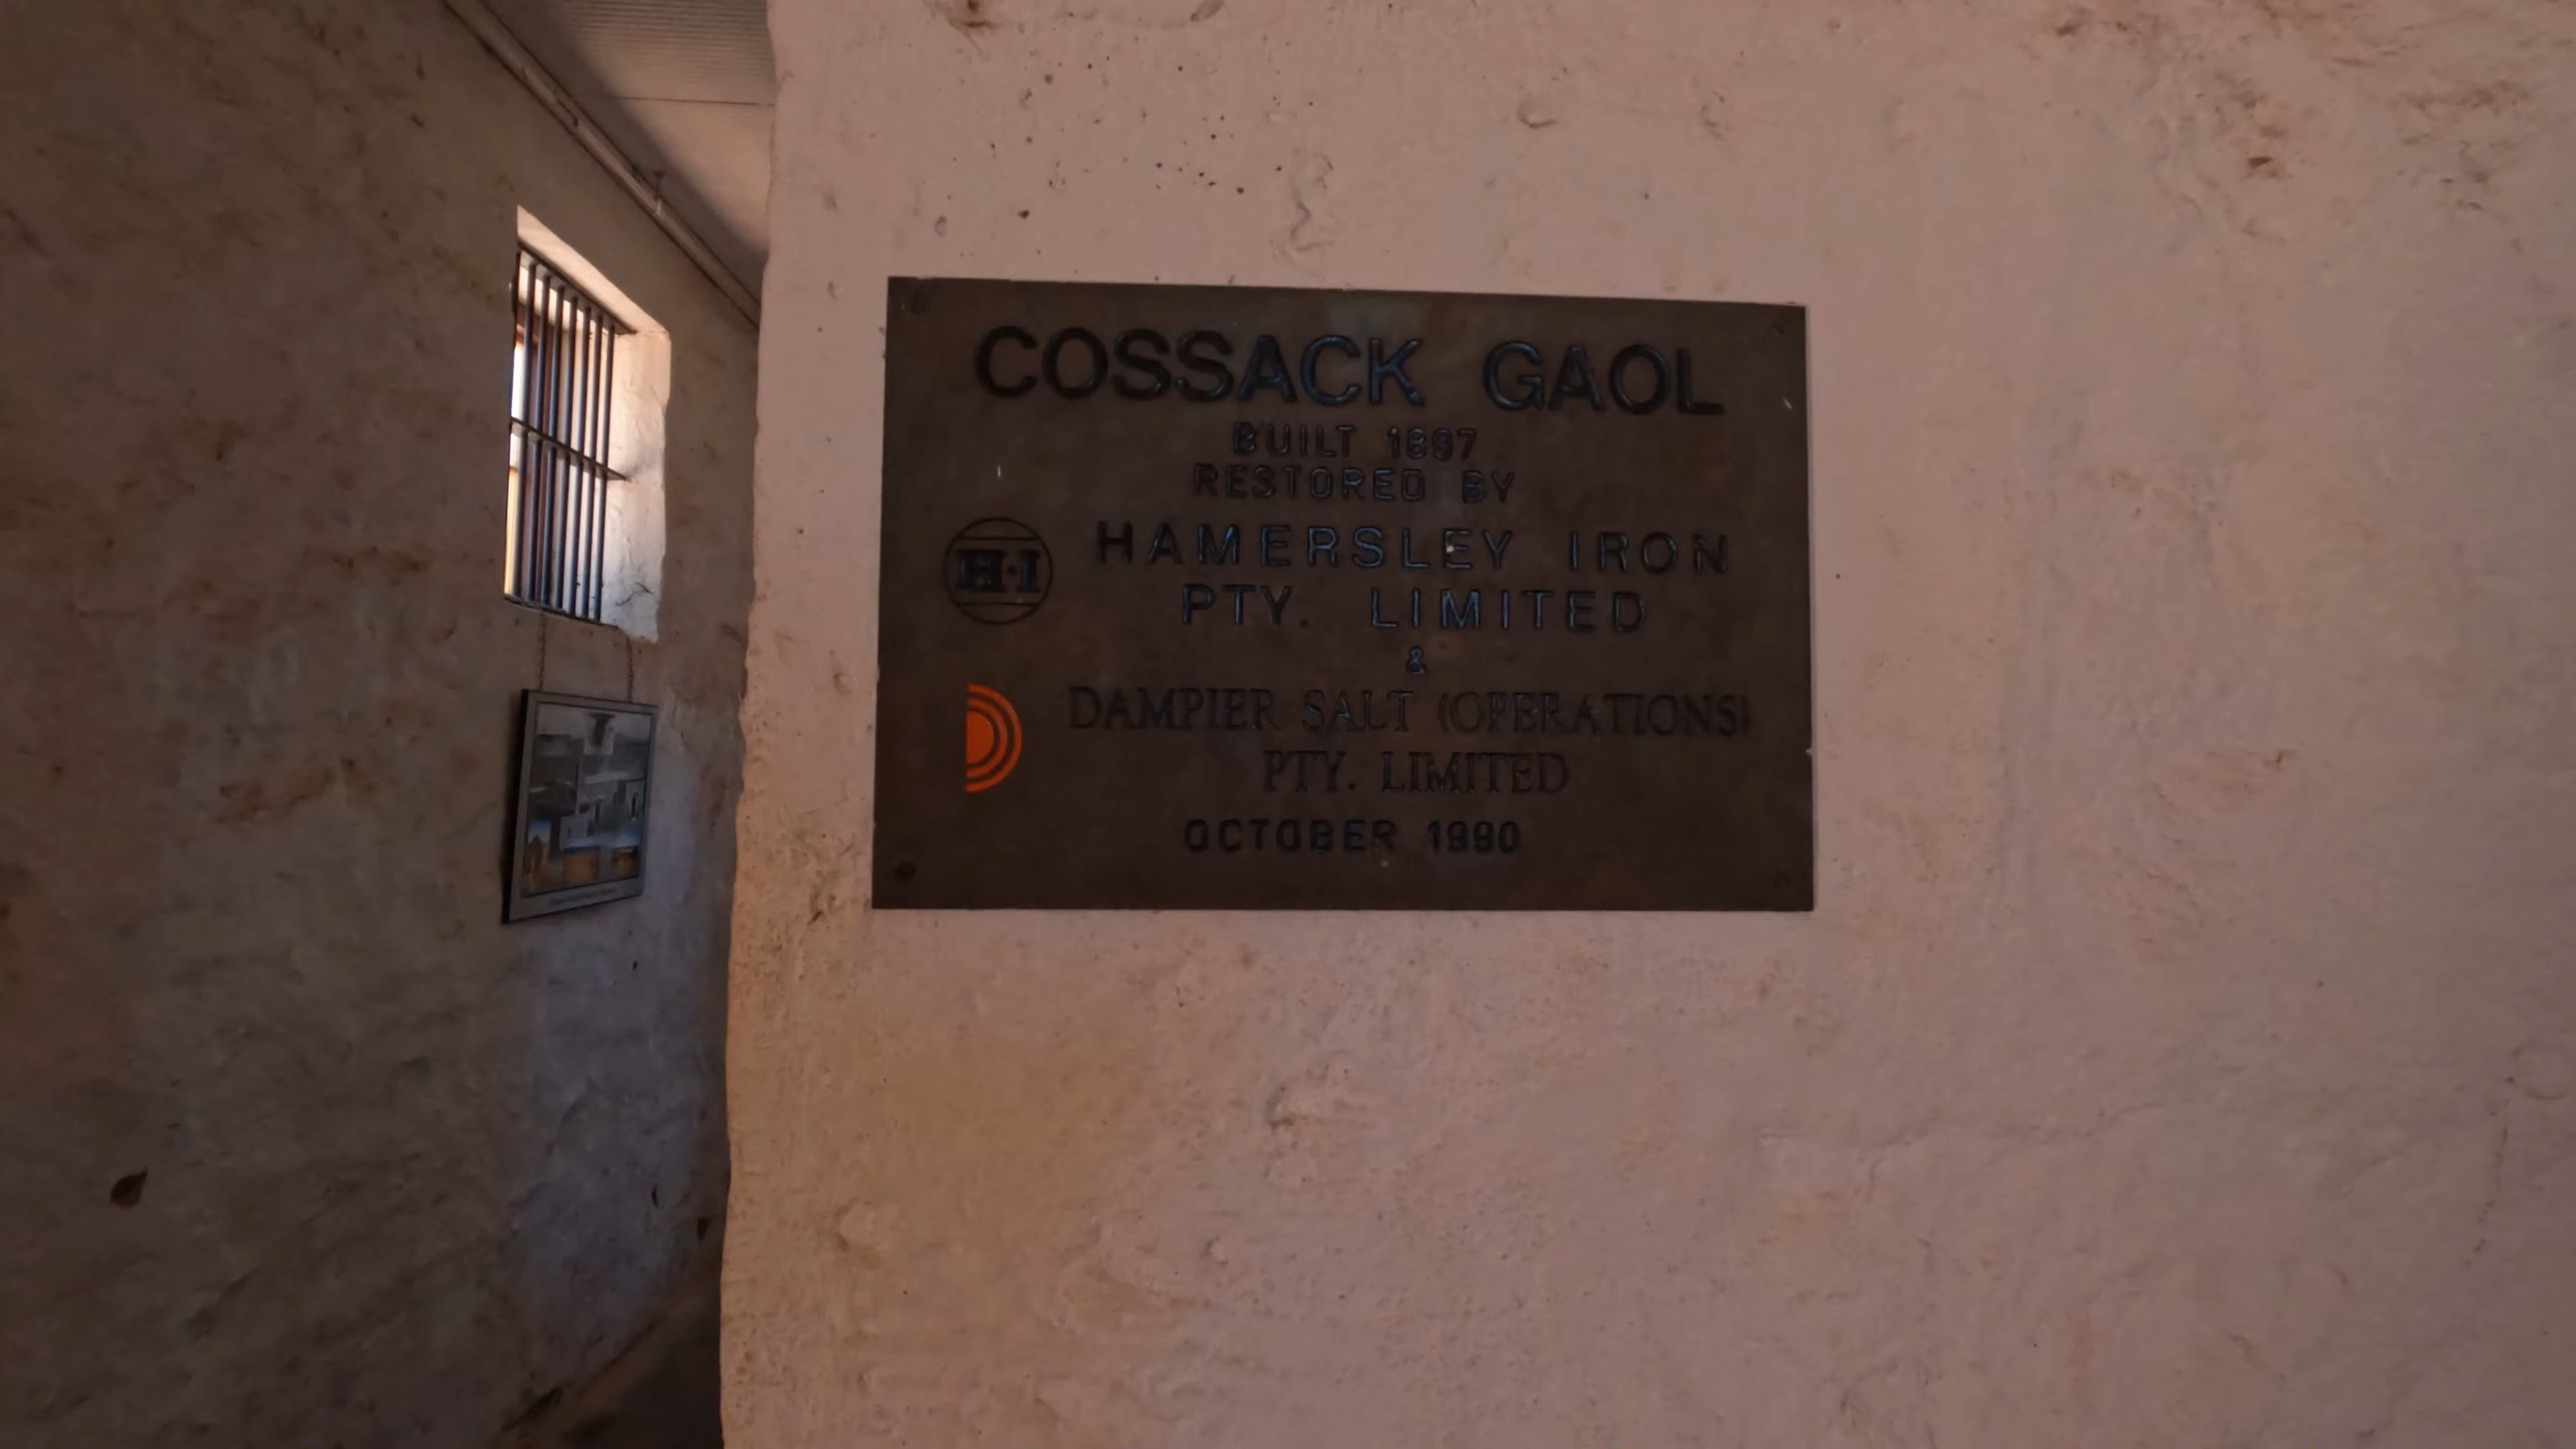 COSSACK GAOL
BUILT 1897
RESTORED BY
H·I
HAMERSLEY IRON
PTY. LIMITED
&
DAMPIER SALT (OPERATIONS)
PTY. LIMITED
OCTOBER 1990